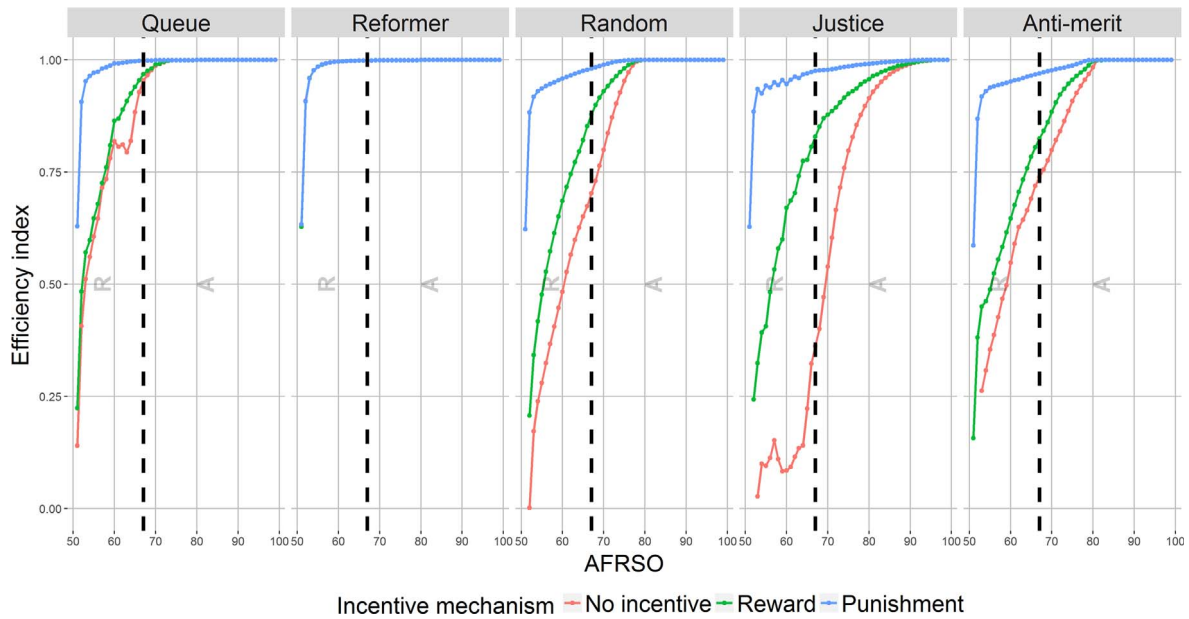 Queue Reformer Random Justice Anti-merit
1.00
0.75
0.50
0.25
0.00
Efficiency index
R A R A R A R A R A
50 60 70 80 90 100 50 60 70 80 90 100 50 60 70 80 90 100 50 60 70 80 90 100 50 60 70 80 90 100
AFRSO
Incentive mechanism No incentive Reward Punishment